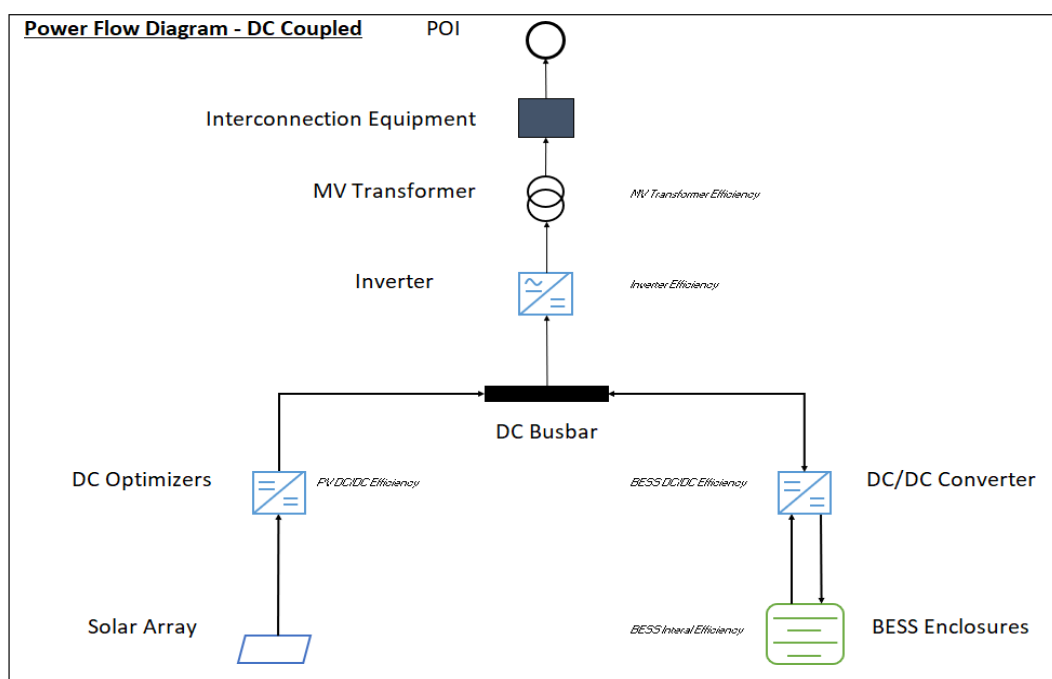 Power Flow Diagram - DC Coupled
POI
Interconnection Equipment
MV Transformer
MV Transformer Efficiency
Inverter
Inverter Efficiency
DC Busbar
DC Optimizers
PV DC/DC Efficiency
BESS DC/DC Efficiency
DC/DC Converter
Solar Array
BESS Interal Efficiency
BESS Enclosures